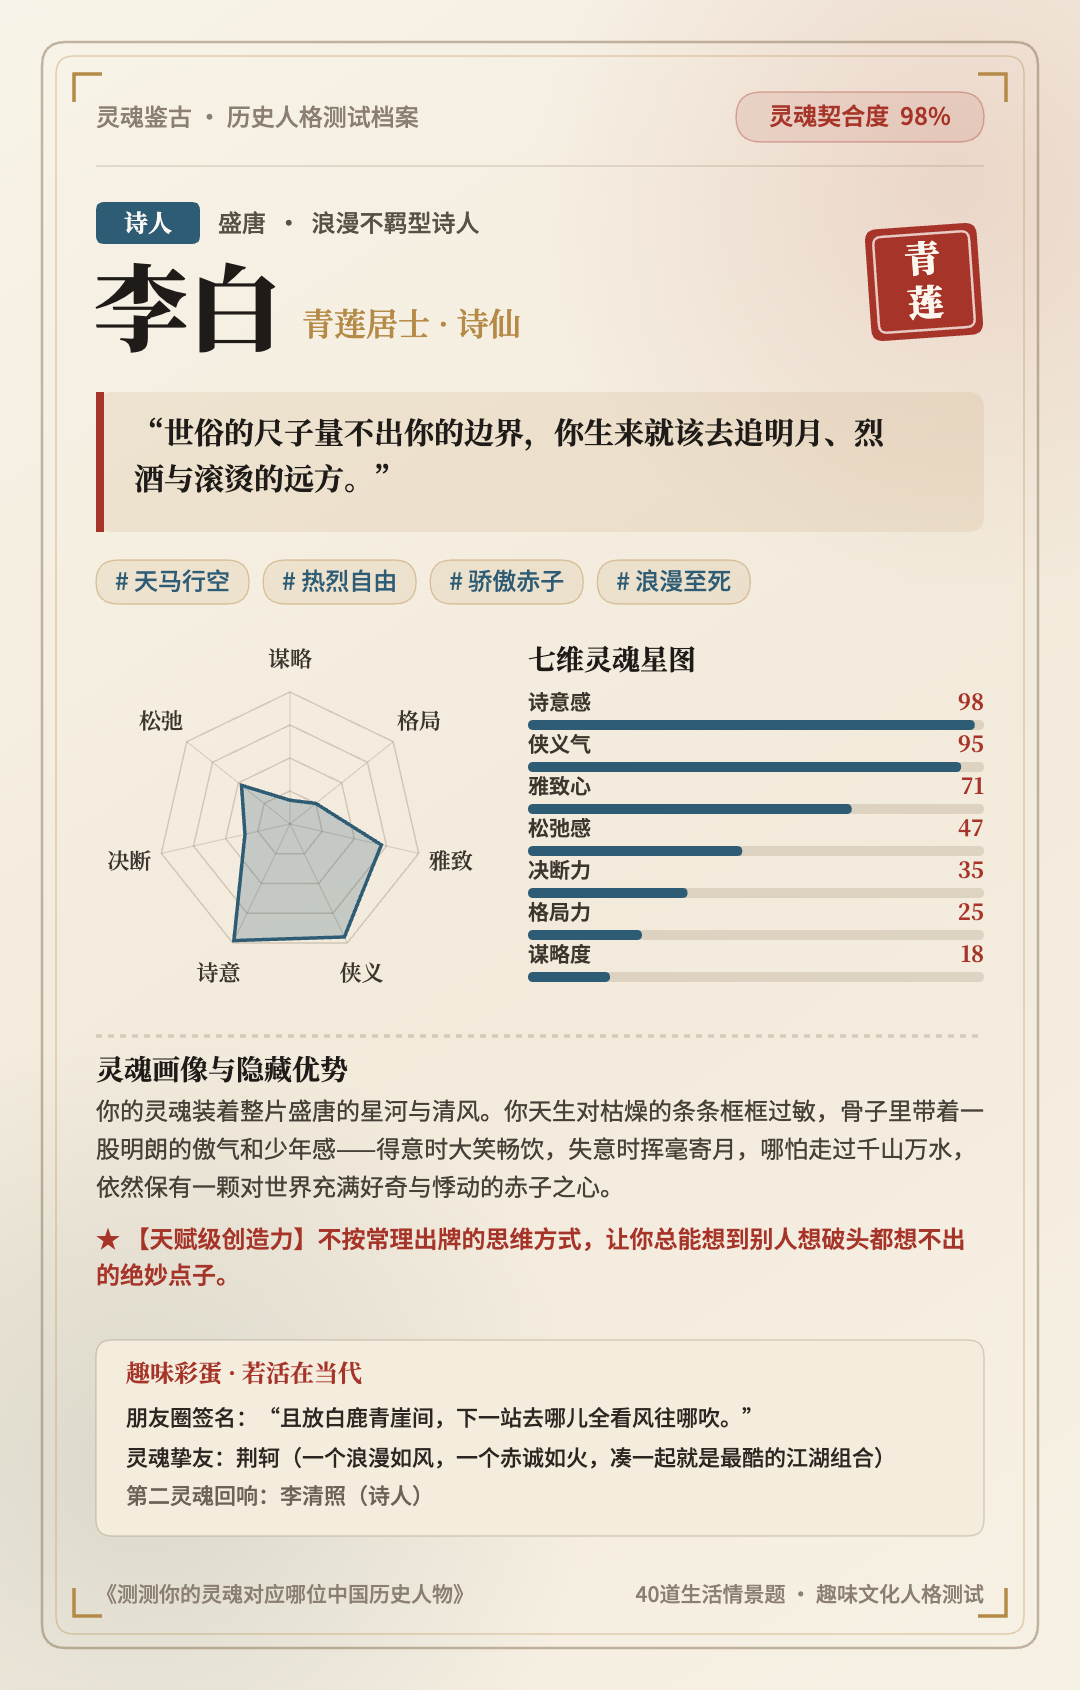 灵魂鉴古 · 历史人格测试档案
灵魂契合度 98%
诗人
盛唐 · 浪漫不羁型诗人
李白
青莲居士 · 诗仙
青
莲
“世俗的尺子量不出你的边界，你生来就该去追明月、烈
酒与滚烫的远方。”
# 天马行空
# 热烈自由
# 骄傲赤子
# 浪漫至死
谋略
格局
雅致
侠义
诗意
决断
松弛
七维灵魂星图
诗意感 98
侠义气 95
雅致心 71
松弛感 47
决断力 35
格局力 25
谋略度 18
灵魂画像与隐藏优势
你的灵魂装着整片盛唐的星河与清风。你天生对枯燥的条条框框过敏，骨子里带着一
股明朗的傲气和少年感——得意时大笑畅饮，失意时挥毫寄月，哪怕走过千山万水，
依然保有一颗对世界充满好奇与悸动的赤子之心。
★ 【天赋级创造力】不按常理出牌的思维方式，让你总能想到别人想破头都想不出
的绝妙点子。
趣味彩蛋 · 若活在当代
朋友圈签名：“且放白鹿青崖间，下一站去哪儿全看风往哪吹。”
灵魂挚友：荆轲（一个浪漫如风，一个赤诚如火，凑一起就是最酷的江湖组合）
第二灵魂回响：李清照（诗人）
《测测你的灵魂对应哪位中国历史人物》
40道生活情景题 · 趣味文化人格测试